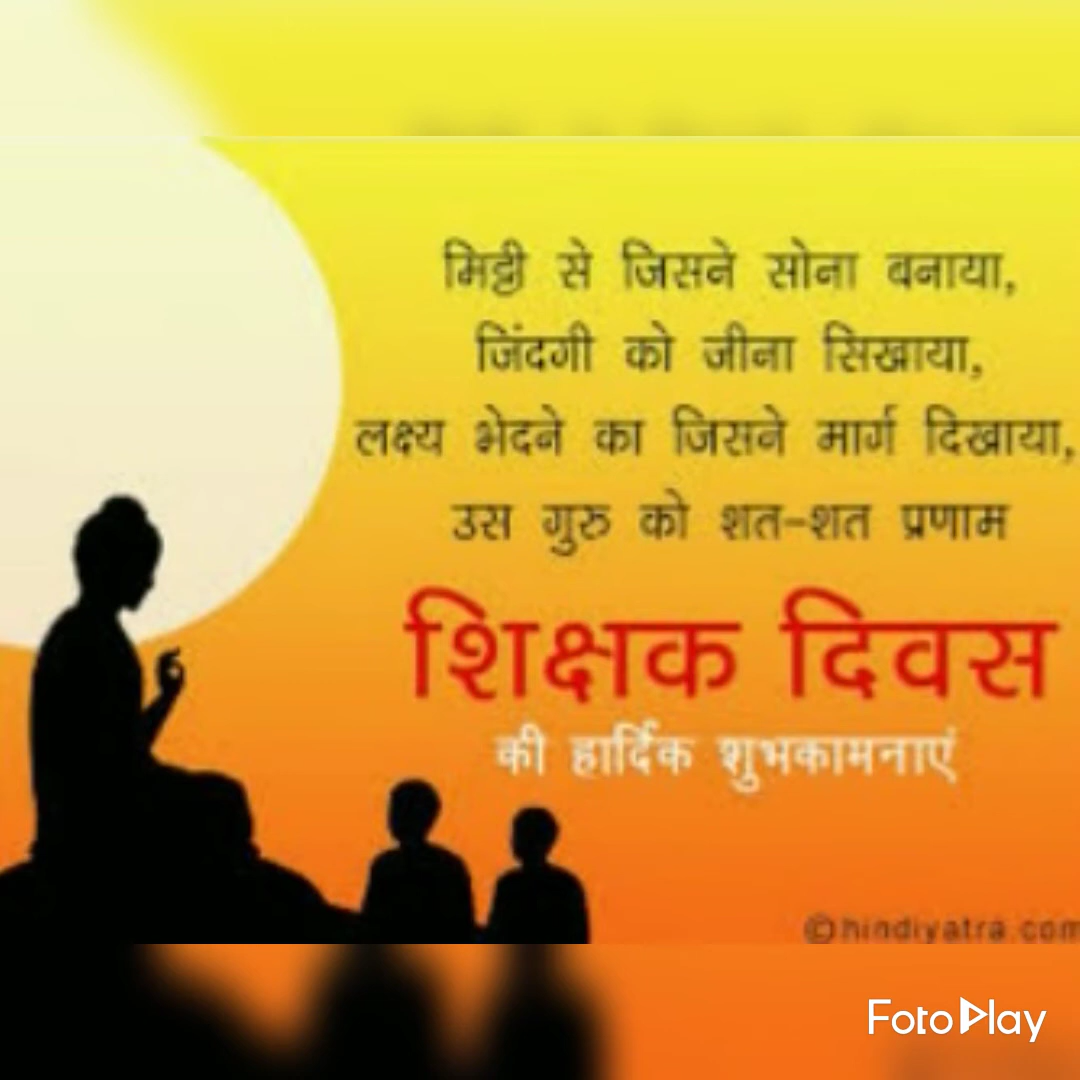 मिट्टी से जिसने सोना बनाया,
जिंदगी को जीना सिखाया,
लक्ष्य भेदने का जिसने मार्ग दिखाया,
उस गुरु को शत-शत प्रणाम
शिक्षक दिवस
की हार्दिक शुभकामनाएं
©hindiyatra.com
FotoPlay